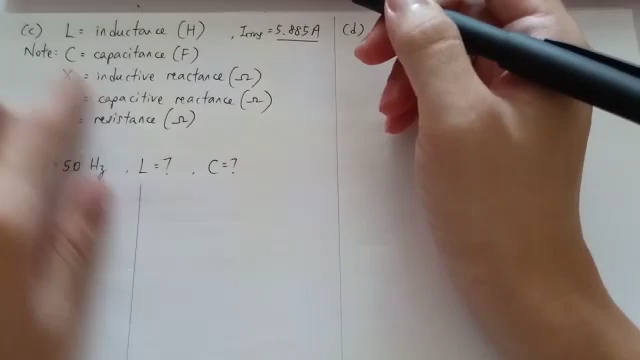 (c) L = inductance (H) , Irms = 5.885A (d)
Note: C = capacitance (F)
X = inductive reactance (Ω)
= capacitive reactance (Ω)
= resistance (Ω)
= 50 Hz , L = ? , C = ?